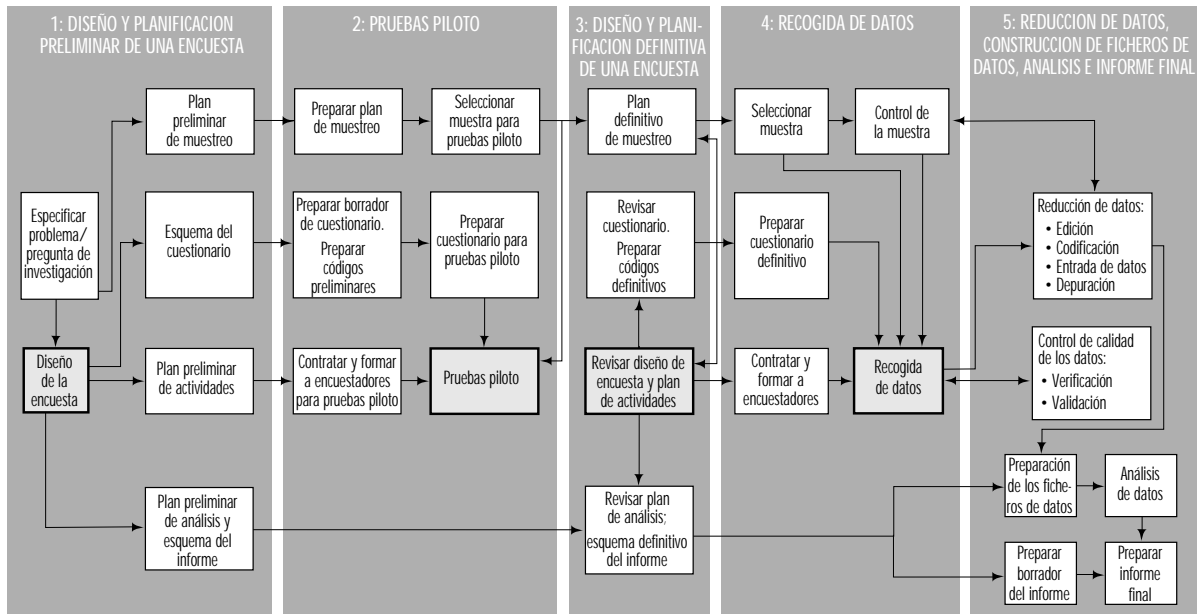 1: DISEÑO Y PLANIFICACION
PRELIMINAR DE UNA ENCUESTA
2: PRUEBAS PILOTO
3: DISEÑO Y PLANI-
FICACION DEFINITIVA
DE UNA ENCUESTA
4: RECOGIDA DE DATOS
5: REDUCCION DE DATOS,
CONSTRUCCION DE FICHEROS DE
DATOS, ANALISIS E INFORME FINAL
Plan
preliminar
de muestreo
Preparar plan
de muestreo
Seleccionar
muestra para
pruebas piloto
Plan
definitivo
de muestreo
Seleccionar
muestra
Control de
la muestra
Especificar
problema/
pregunta de
investigación
Esquema del
cuestionario
Preparar borrador
de cuestionario.
Preparar
códigos
preliminares
Preparar
cuestionario para
pruebas piloto
Revisar
cuestionario.
Preparar
códigos
definitivos
Preparar
cuestionario
definitivo
Reducción de datos:
• Edición
• Codificación
• Entrada de datos
• Depuración
Diseño
de la
encuesta
Plan preliminar
de actividades
Contratar y formar
a encuestadores
para pruebas piloto
Pruebas piloto
Revisar diseño de
encuesta y plan
de actividades
Contratar y
formar a
encuestadores
Recogida
de datos
Control de calidad
de los datos:
• Verificación
• Validación
Plan preliminar
de análisis y
esquema del
informe
Revisar plan
de análisis;
esquema definitivo
del informe
Preparación
de los fiche-
ros de datos
Análisis
de datos
Preparar
borrador
del informe
Preparar
informe
final